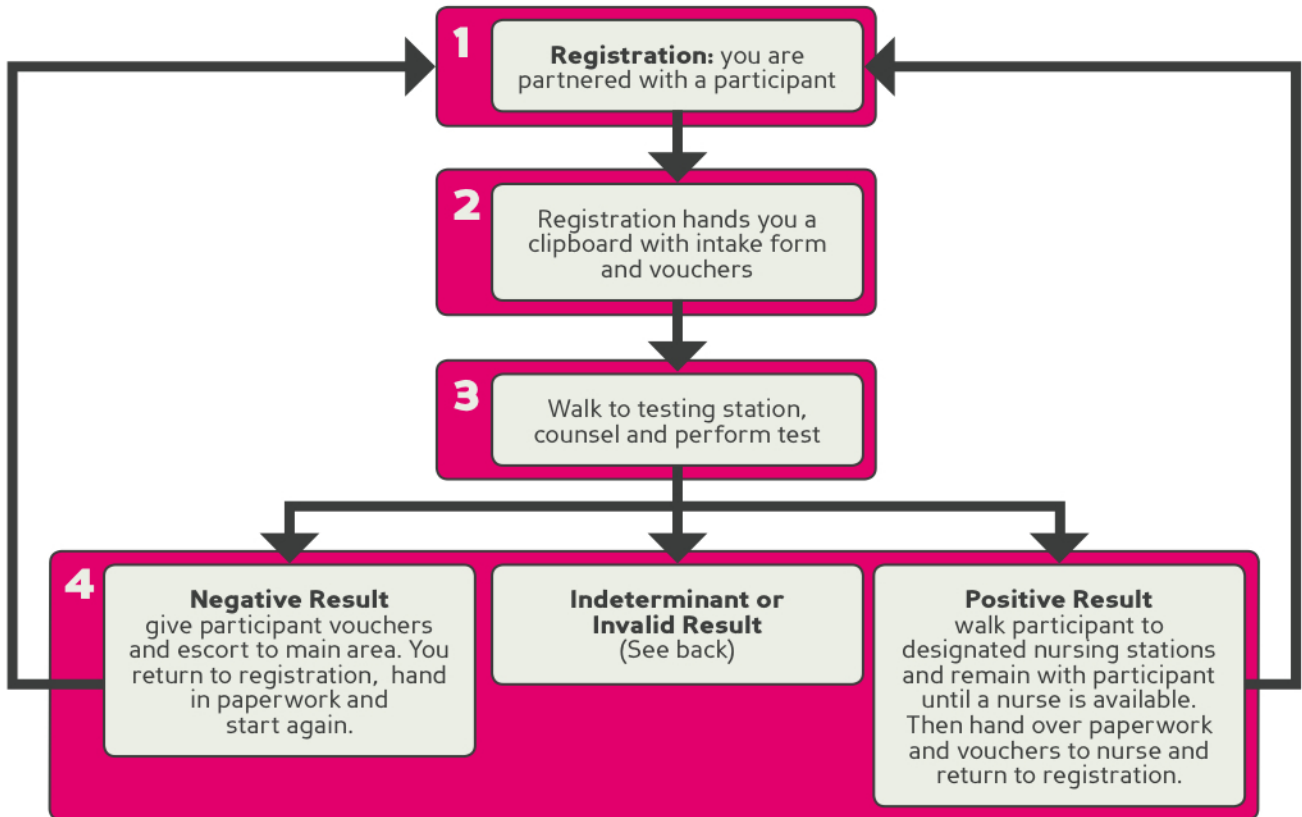 1
Registration: you are
partnered with a participant
2
Registration hands you a
clipboard with intake form
and vouchers
3
Walk to testing station,
counsel and perform test
4
Negative Result
give participant vouchers
and escort to main area. You
return to registration, hand
in paperwork and
start again.
Indeterminant or
Invalid Result
(See back)
Positive Result
walk participant to
designated nursing stations
and remain with participant
until a nurse is available.
Then hand over paperwork
and vouchers to nurse and
return to registration.